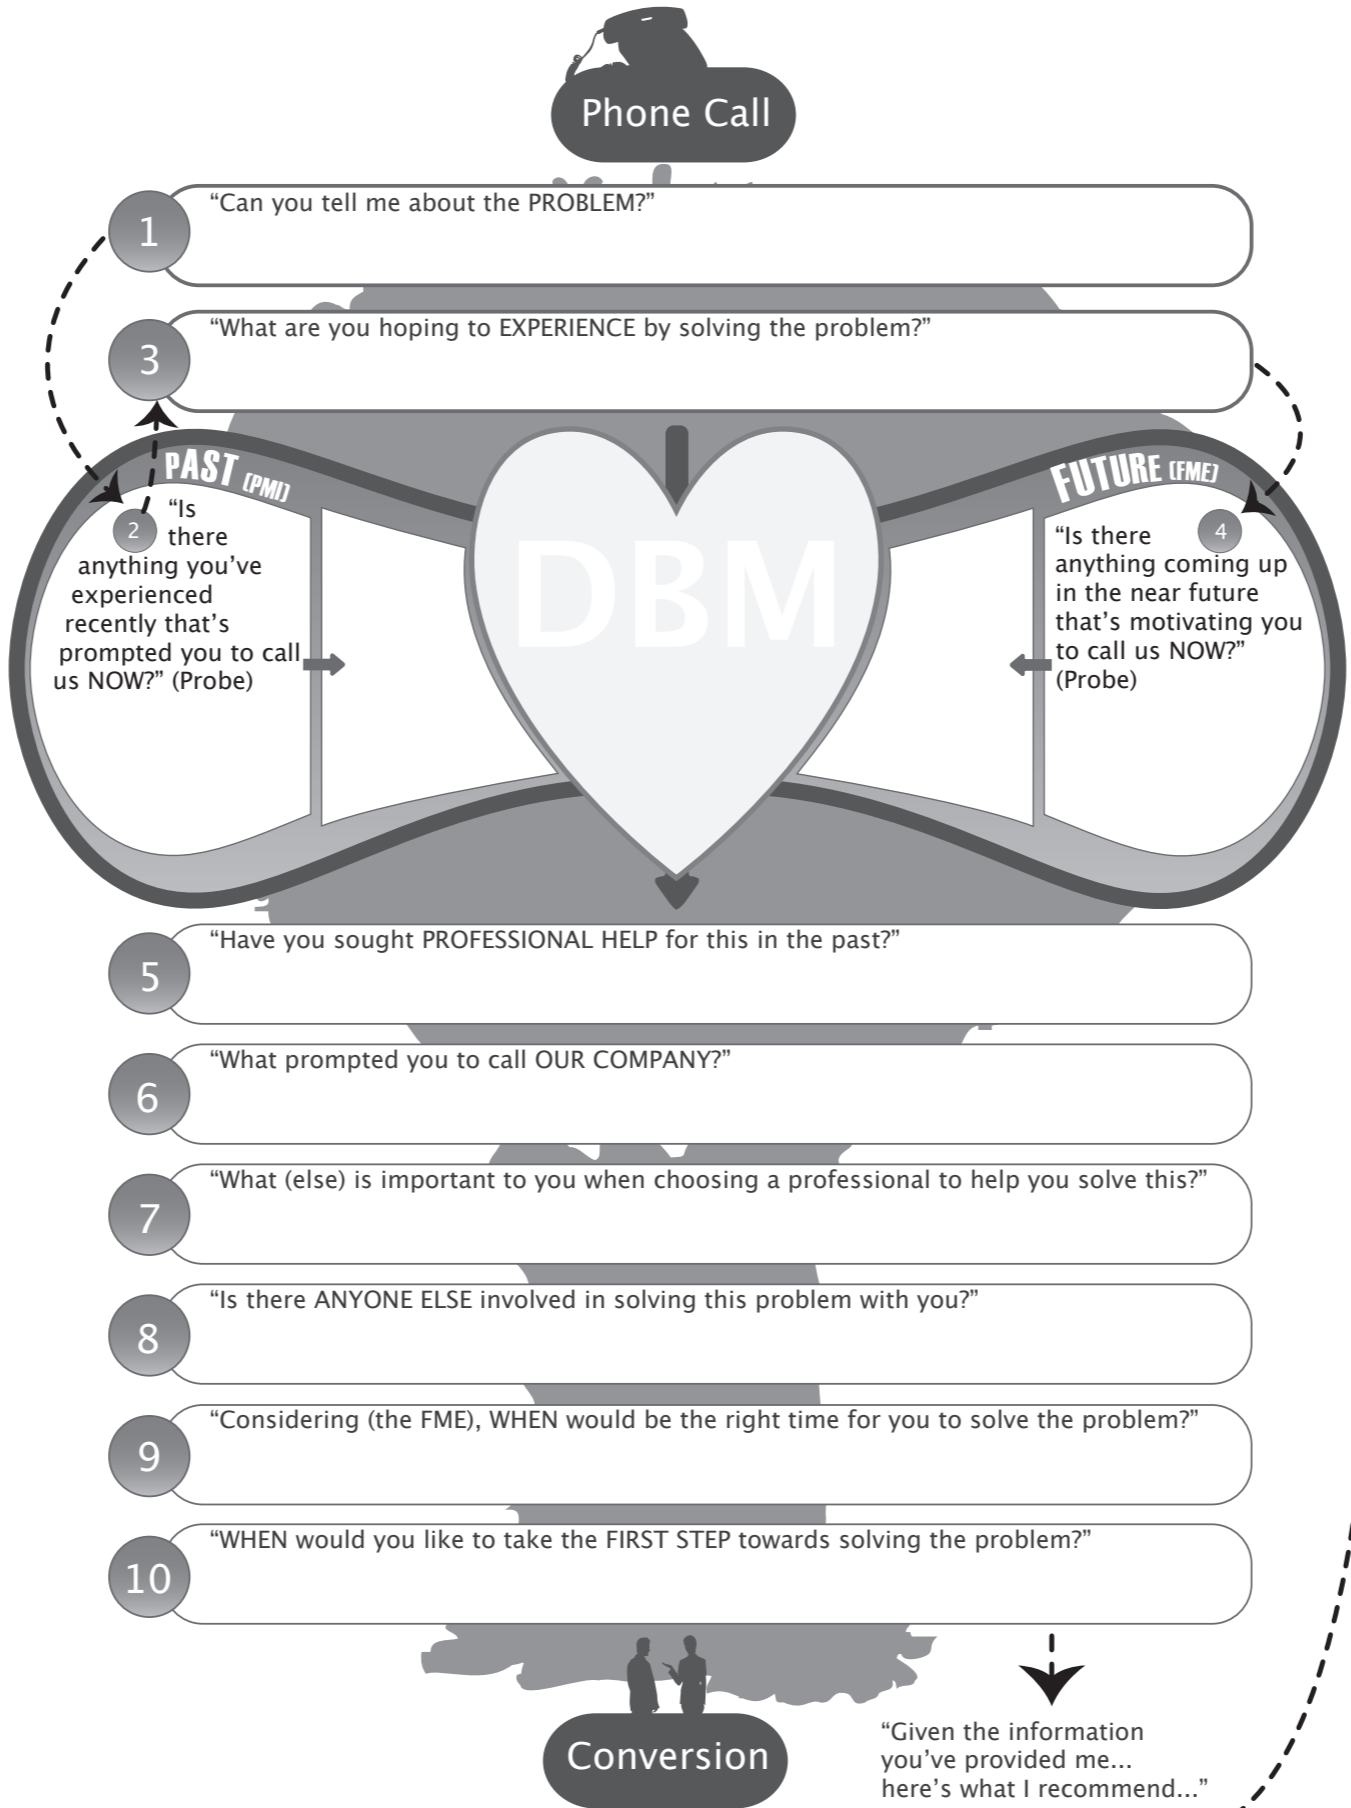 Phone Call
1
“Can you tell me about the PROBLEM?”
3
“What are you hoping to EXPERIENCE by solving the problem?”
PAST (PMI)
2
“Is
there
anything you’ve
experienced
recently that’s
prompted you to call
us NOW?” (Probe)
DBM
FUTURE (FME)
4
“Is there
anything coming up
in the near future
that’s motivating you
to call us NOW?”
(Probe)
5
“Have you sought PROFESSIONAL HELP for this in the past?”
6
“What prompted you to call OUR COMPANY?”
7
“What (else) is important to you when choosing a professional to help you solve this?”
8
“Is there ANYONE ELSE involved in solving this problem with you?”
9
“Considering (the FME), WHEN would be the right time for you to solve the problem?”
10
“WHEN would you like to take the FIRST STEP towards solving the problem?”
Conversion
“Given the information
you’ve provided me...
here’s what I recommend...”